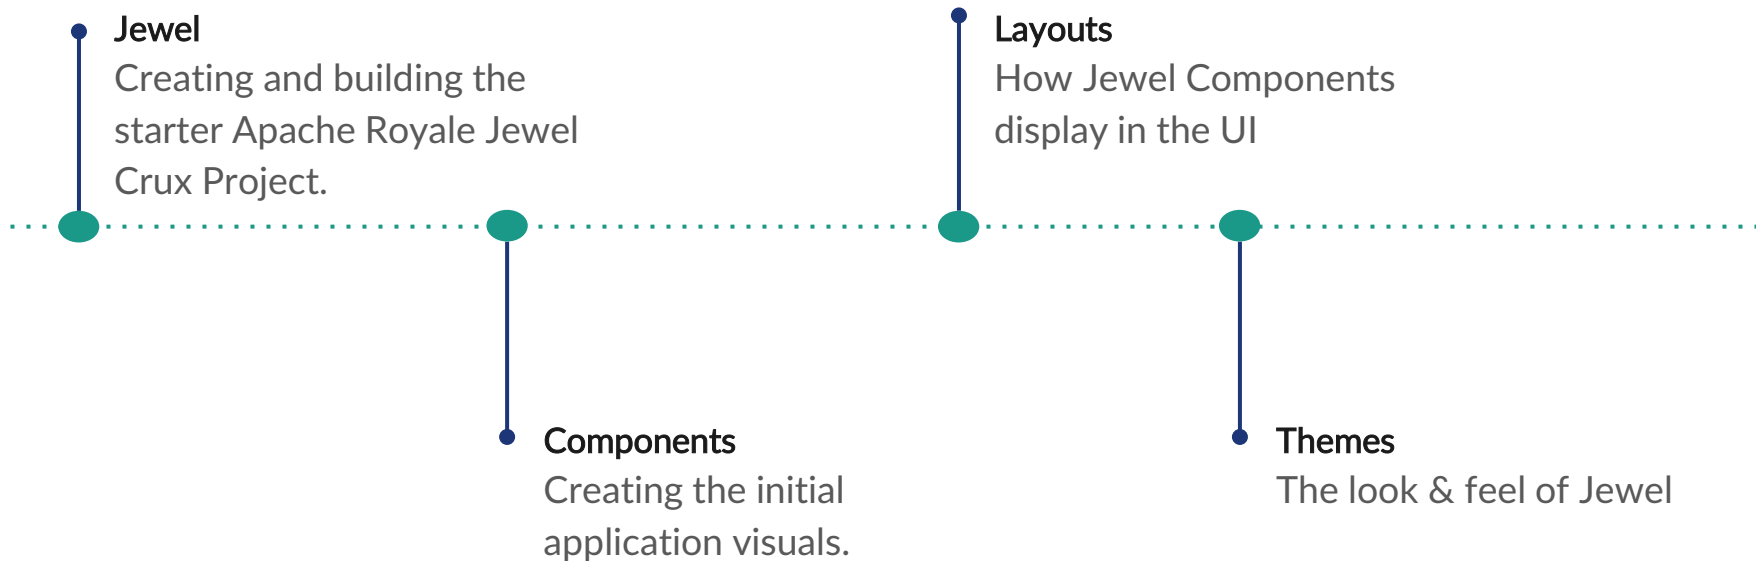 Jewel
Creating and building the
starter Apache Royale Jewel
Crux Project.
Components
Creating the initial
application visuals.
Layouts
How Jewel Components
display in the UI
Themes
The look & feel of Jewel